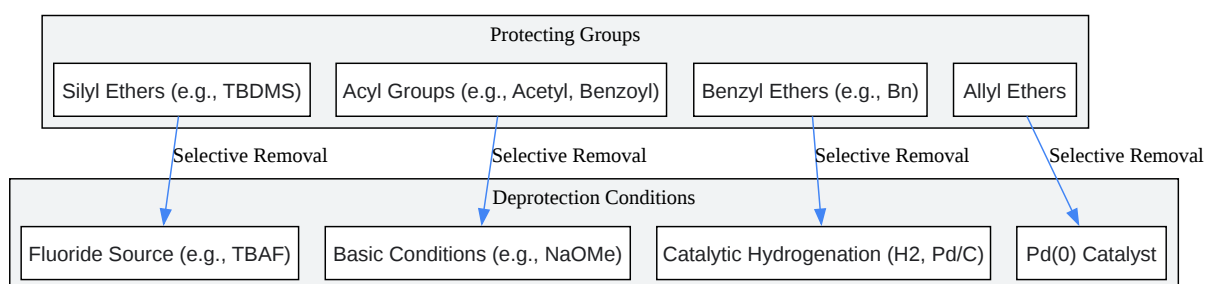 Protecting Groups
Silyl Ethers (e.g., TBDMS)
Acyl Groups (e.g., Acetyl, Benzoyl)
Benzyl Ethers (e.g., Bn)
Allyl Ethers
Selective Removal
Selective Removal
Selective Removal
Selective Removal
Deprotection Conditions
Fluoride Source (e.g., TBAF)
Basic Conditions (e.g., NaOMe)
Catalytic Hydrogenation (H2, Pd/C)
Pd(0) Catalyst